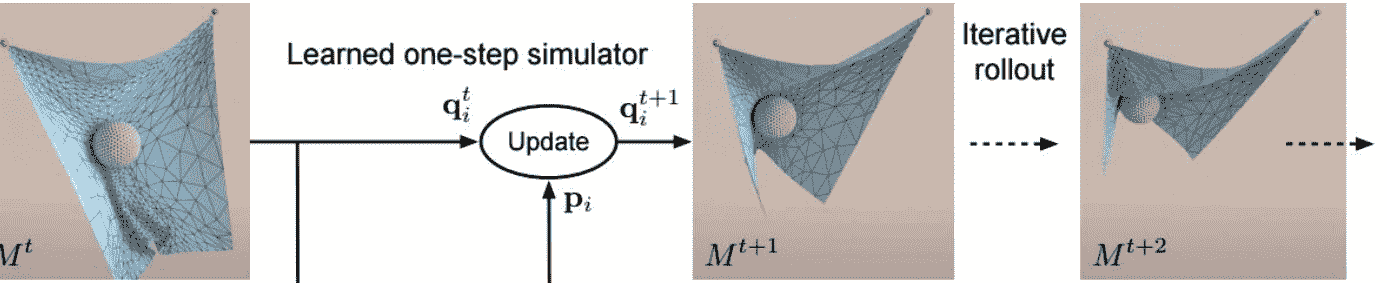 Learned one-step simulator
Iterative
rollout
q_i^t
Update
q_i^{t+1}
p_i
M^t
M^{t+1}
M^{t+2}